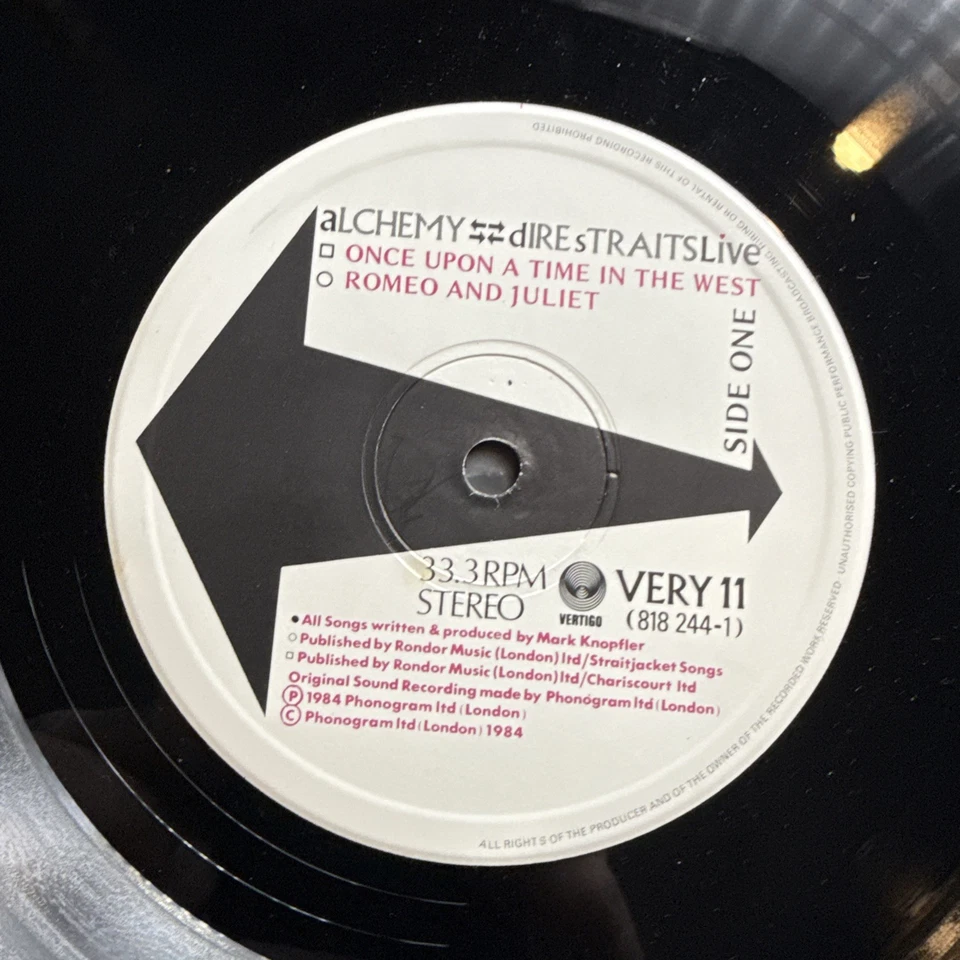 aLCHEMY ⇆⇄ dIRE sTRAITSLive
□ ONCE UPON A TIME IN THE WEST
○ ROMEO AND JULIET
SIDE ONE
33.3RPM
STEREO
VERTIGO
VERY 11
(818 244-1)
● All Songs written & produced by Mark Knopfler
○ Published by Rondor Music (London) ltd/Straitjacket Songs
□ Published by Rondor Music (London) ltd/Chariscourt ltd
Original Sound Recording made by Phonogram ltd (London)
Ⓟ 1984 Phonogram ltd (London)
Ⓒ Phonogram ltd (London) 1984
ALL RIGHTS OF THE PRODUCER AND OF THE OWNER OF THE RECORDED WORK RESERVED UNAUTHORISED COPYING PUBLIC PERFORMANCE BROADCASTING HIRING OR RENTAL OF THIS RECORDING PROHIBITED